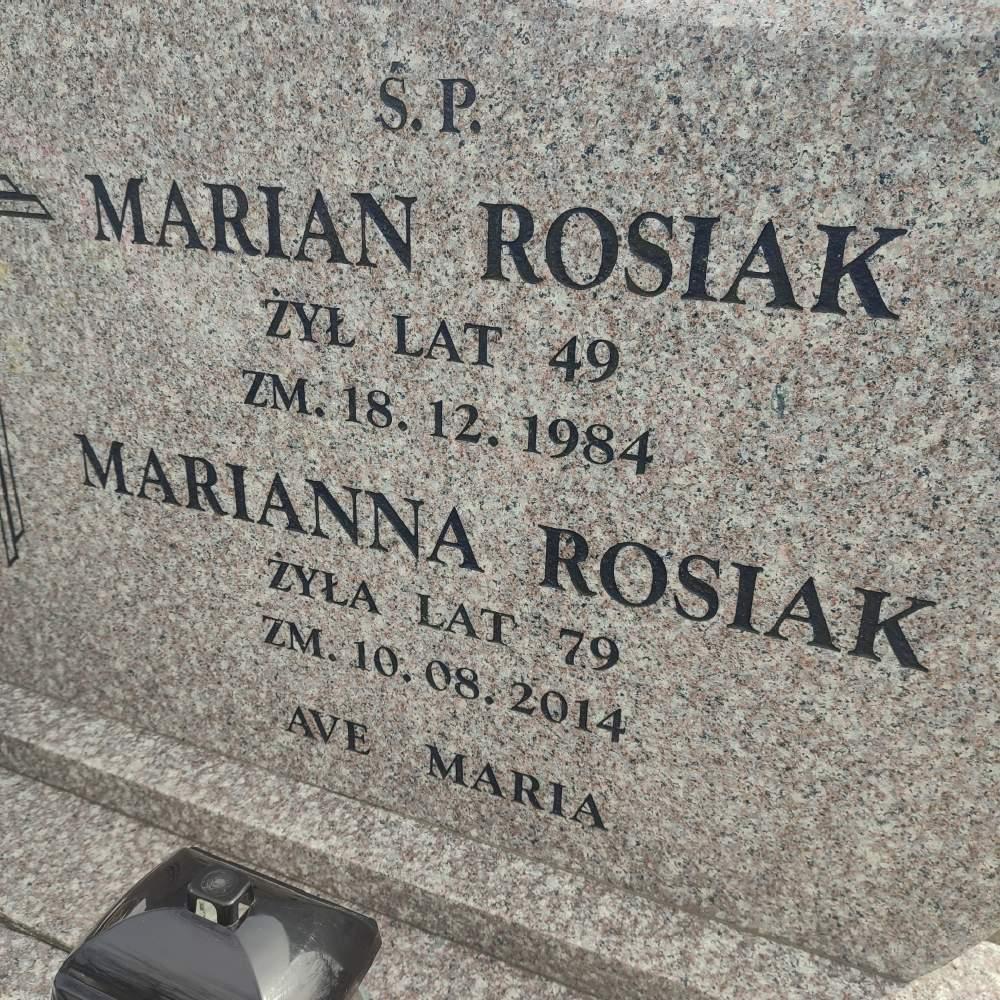 Ś.P.
MARIAN ROSIAK
ŻYŁ LAT 49
ZM. 18.12.1984
MARIANNA ROSIAK
ŻYŁA LAT 79
ZM. 10.08.2014
AVE MARIA